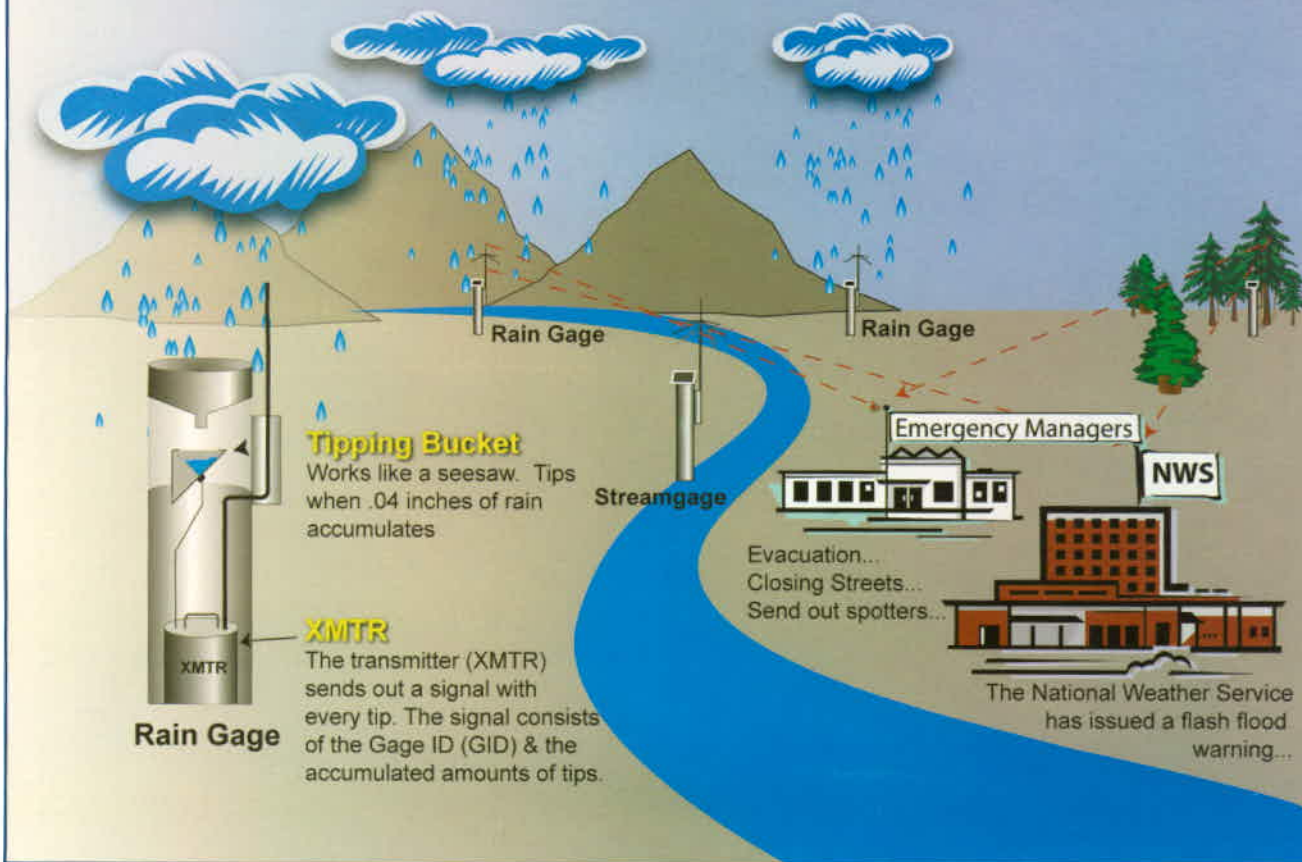 Rain Gage
Rain Gage
Tipping Bucket
Works like a seesaw. Tips
when .04 inches of rain
accumulates
Streamgage
Emergency Managers
NWS
Evacuation...
Closing Streets...
Send out spotters...
XMTR
XMTR
The transmitter (XMTR)
sends out a signal with
every tip. The signal consists
of the Gage ID (GID) & the
accumulated amounts of tips.
Rain Gage
The National Weather Service
has issued a flash flood
warning...